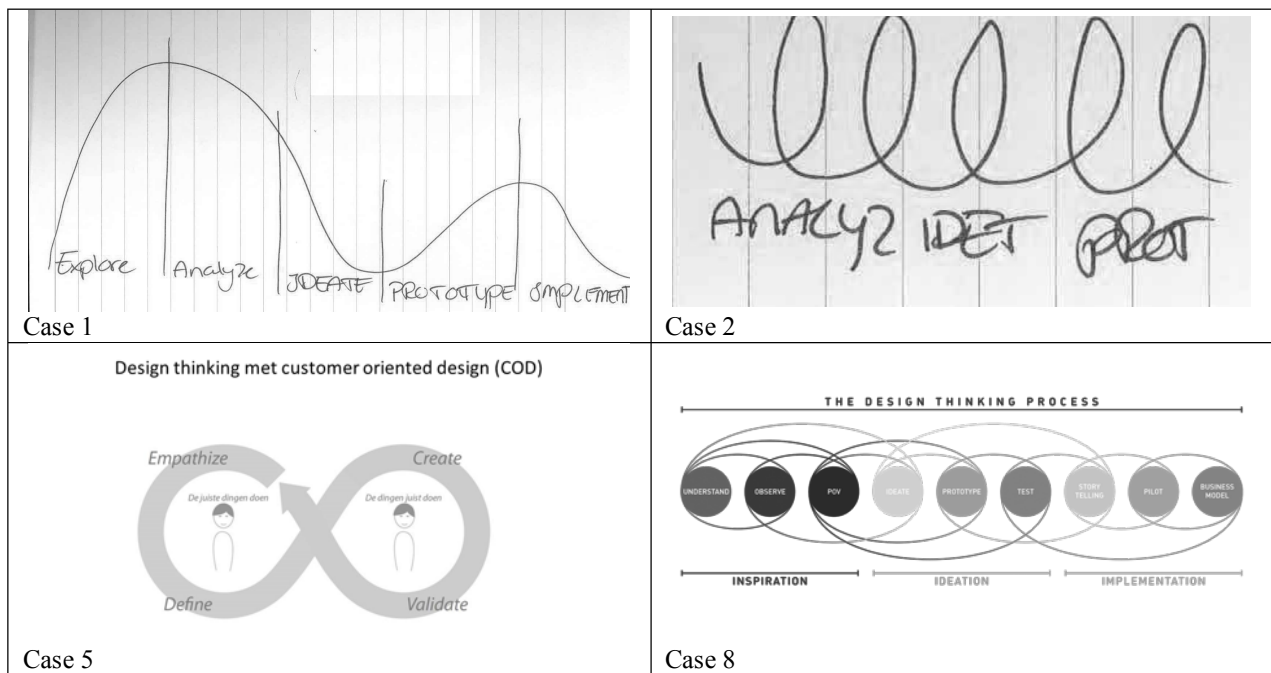 Explore Analyze IDEATE PROTOTYPE IMPLEMENT
Case 1
ANALYZ IDET PROT
Case 2
Design thinking met customer oriented design (COD)
Empathize Create
De juiste dingen doen De dingen juist doen
Define Validate
Case 5
THE DESIGN THINKING PROCESS
UNDERSTAND OBSERVE POV IDEATE PROTOTYPE TEST STORY TELLING PILOT BUSINESS MODEL
INSPIRATION IDEATION IMPLEMENTATION
Case 8